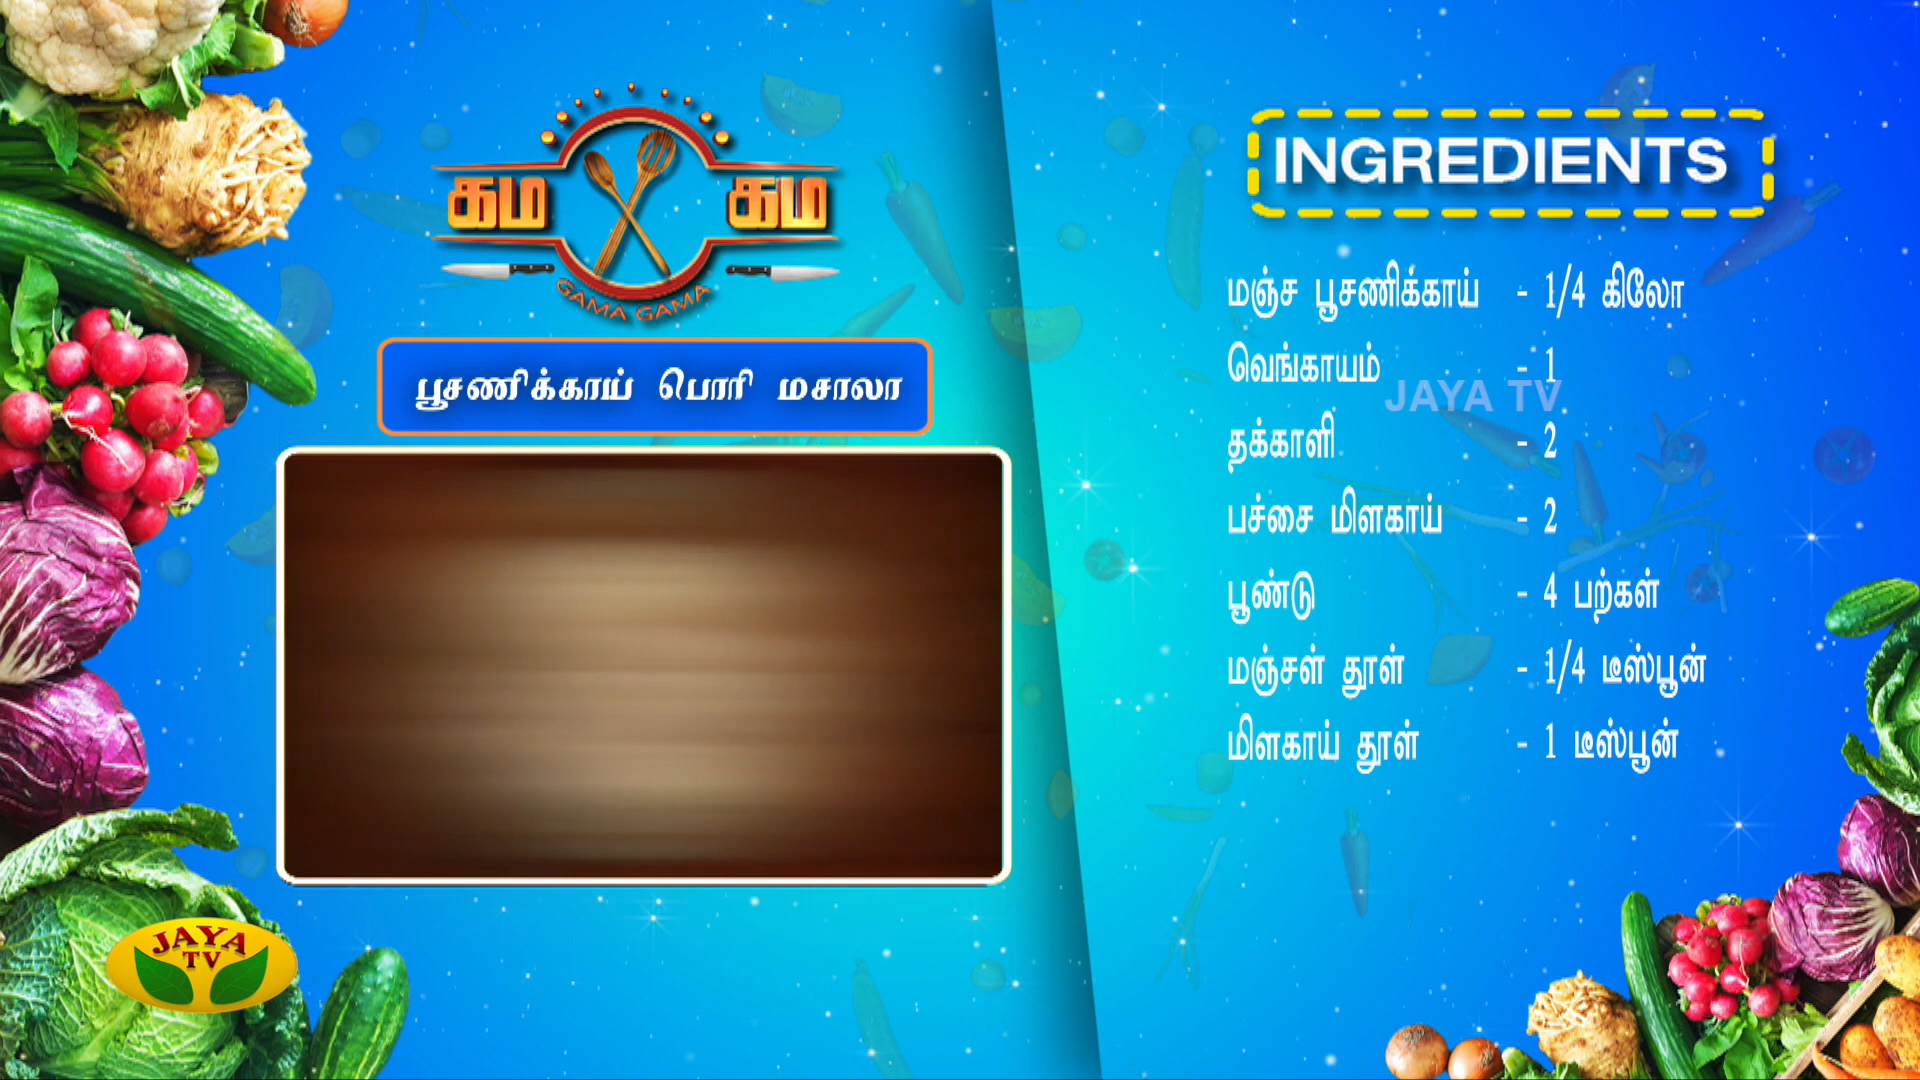 கம கம
GAMA GAMA
பூசணிக்காய் பொரி மசாலா
INGREDIENTS
மஞ்ச பூசணிக்காய் - 1/4 கிலோ
வெங்காயம் - 1
JAYA TV
தக்காளி - 2
பச்சை மிளகாய் - 2
பூண்டு - 4 பற்கள்
மஞ்சள் தூள் - 1/4 டீஸ்பூன்
மிளகாய் தூள் - 1 டீஸ்பூன்
JAYA
TV